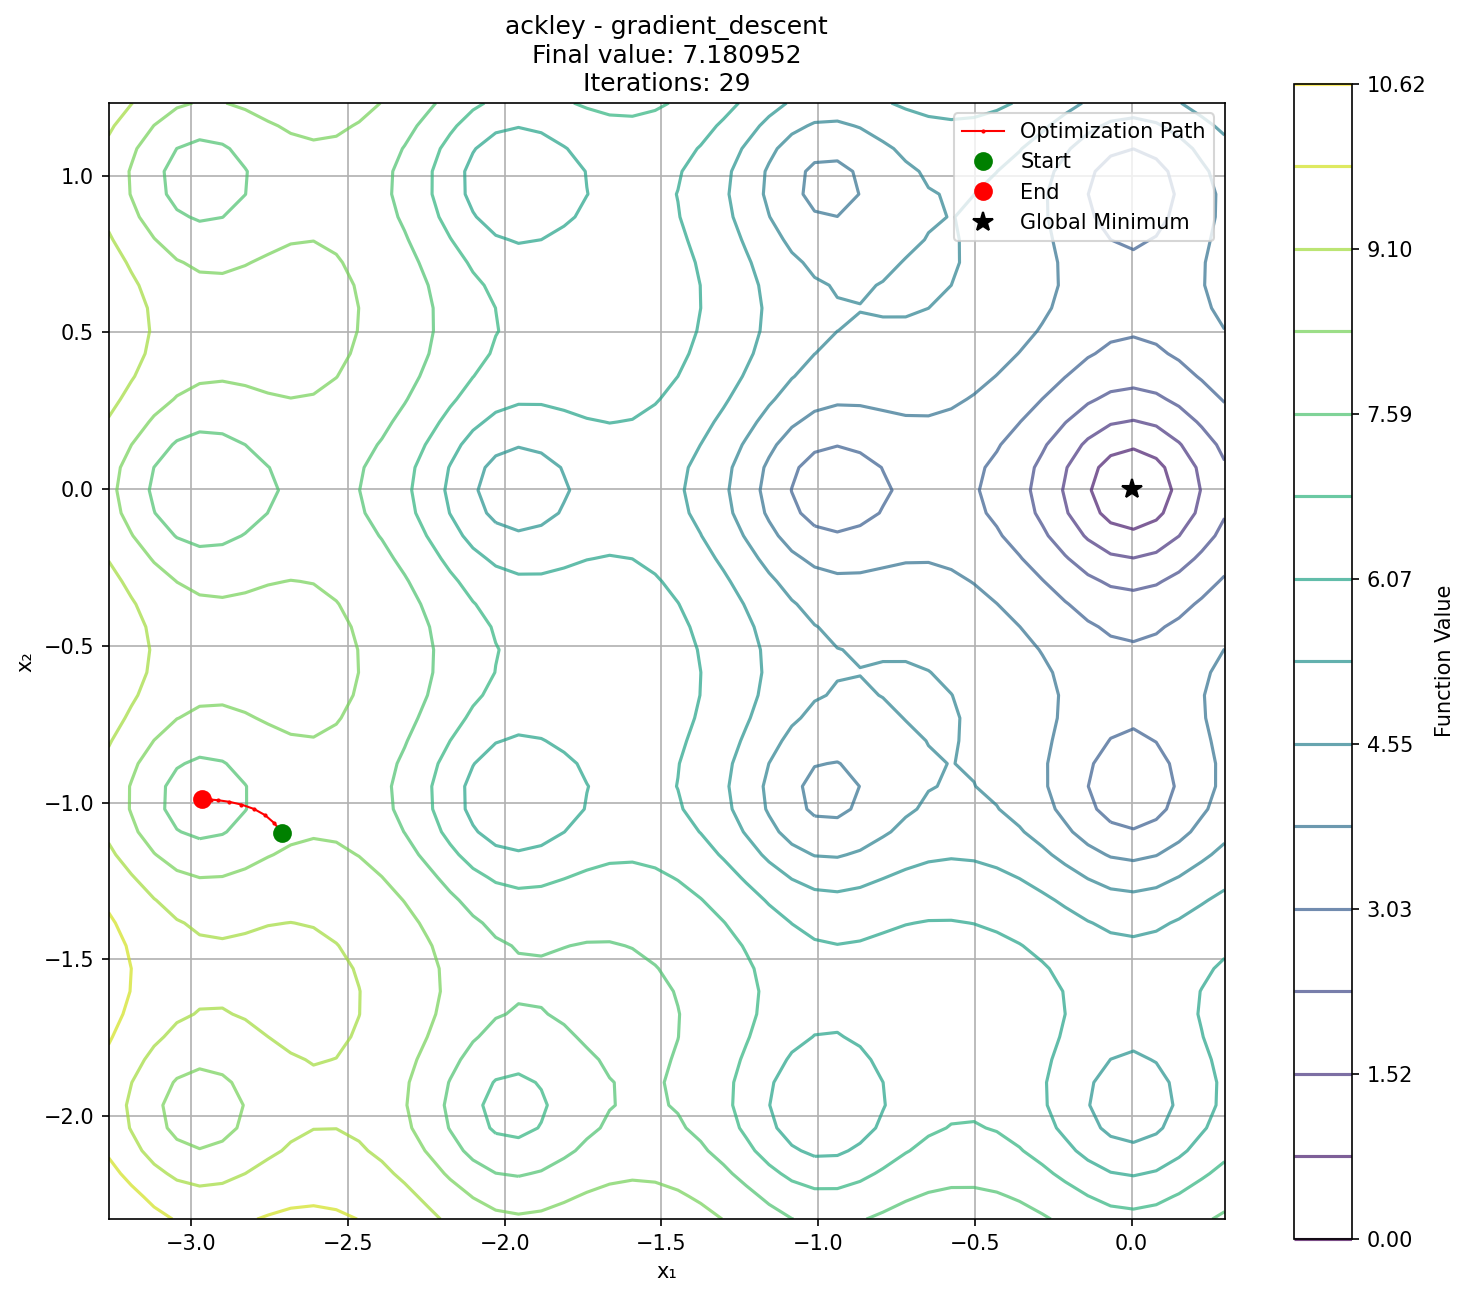 ackley - gradient_descent
Final value: 7.180952
Iterations: 29
Optimization Path
Start
End
Global Minimum
1.0
0.5
0.0
−0.5
−1.0
−1.5
−2.0
x₂
−3.0
−2.5
−2.0
−1.5
−1.0
−0.5
0.0
x₁
10.62
9.10
7.59
6.07
4.55
3.03
1.52
0.00
Function Value